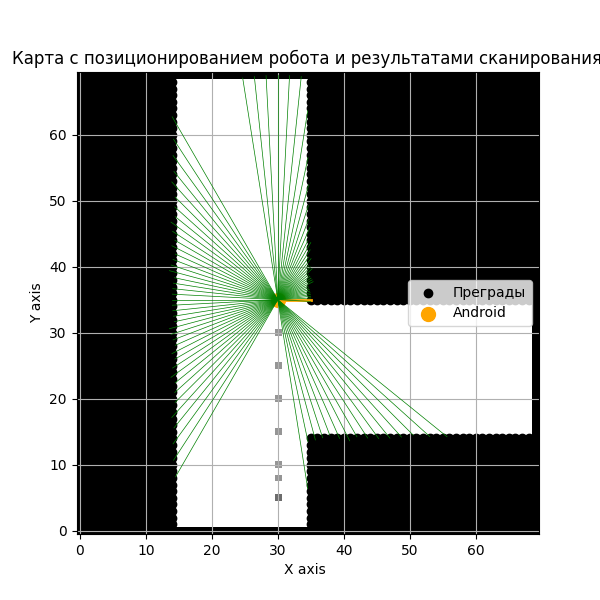 Карта с позиционированием робота и результатами сканирования
Y axis
60
50
40
30
20
10
0
Преграды
Android
0 10 20 30 40 50 60
X axis